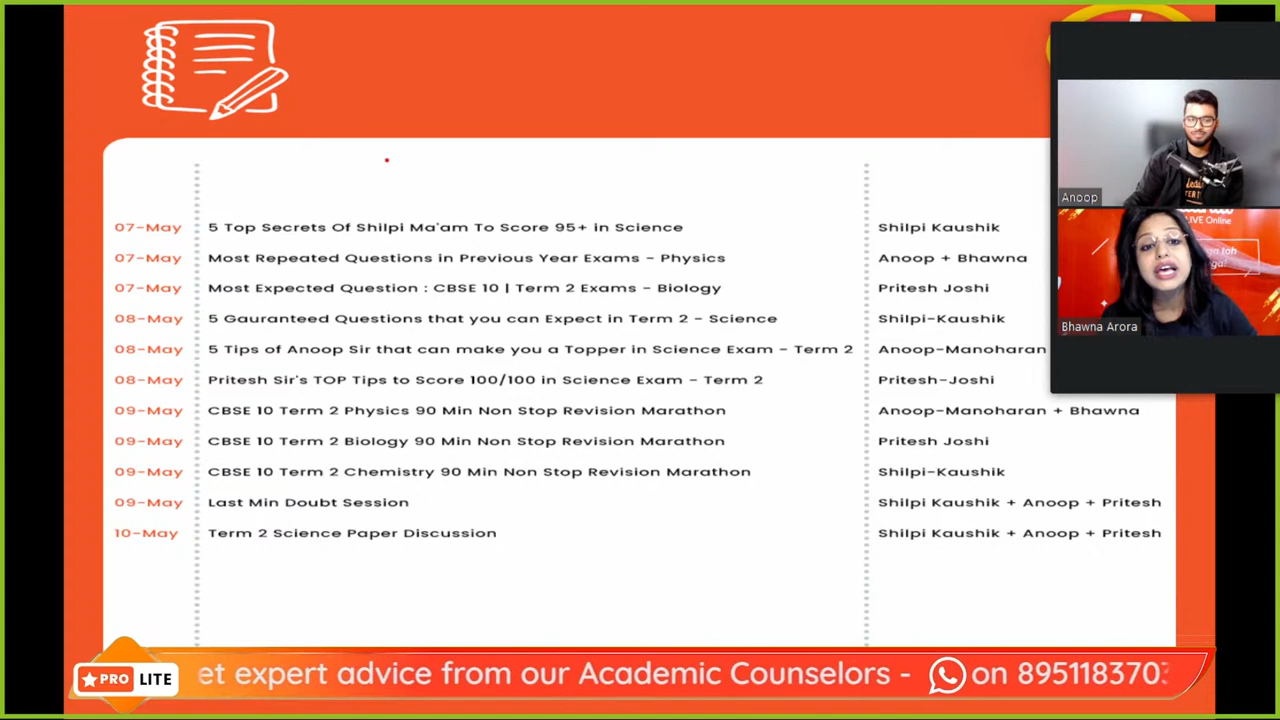 07-May 5 Top Secrets Of Shilpi Ma'am To Score 95+ in Science Shilpi Kaushik
07-May Most Repeated Questions in Previous Year Exams - Physics Anoop + Bhawna
07-May Most Expected Question : CBSE 10 | Term 2 Exams - Biology Pritesh Joshi
08-May 5 Gauranteed Questions that you can Expect in Term 2 - Science Shilpi-Kaushik
08-May 5 Tips of Anoop Sir that can make you a Topper in Science Exam - Term 2 Anoop-Manoharan
08-May Pritesh Sir's TOP Tips to Score 100/100 in Science Exam - Term 2 Pritesh-Joshi
09-May CBSE 10 Term 2 Physics 90 Min Non Stop Revision Marathon Anoop-Manoharan + Bhawna
09-May CBSE 10 Term 2 Biology 90 Min Non Stop Revision Marathon Pritesh Joshi
09-May CBSE 10 Term 2 Chemistry 90 Min Non Stop Revision Marathon Shilpi-Kaushik
09-May Last Min Doubt Session Shilpi Kaushik + Anoop + Pritesh
10-May Term 2 Science Paper Discussion Shilpi Kaushik + Anoop + Pritesh
Anoop
LIVE Online
Bhawna Arora
PRO LITE
et expert advice from our Academic Counselors - on 895118370